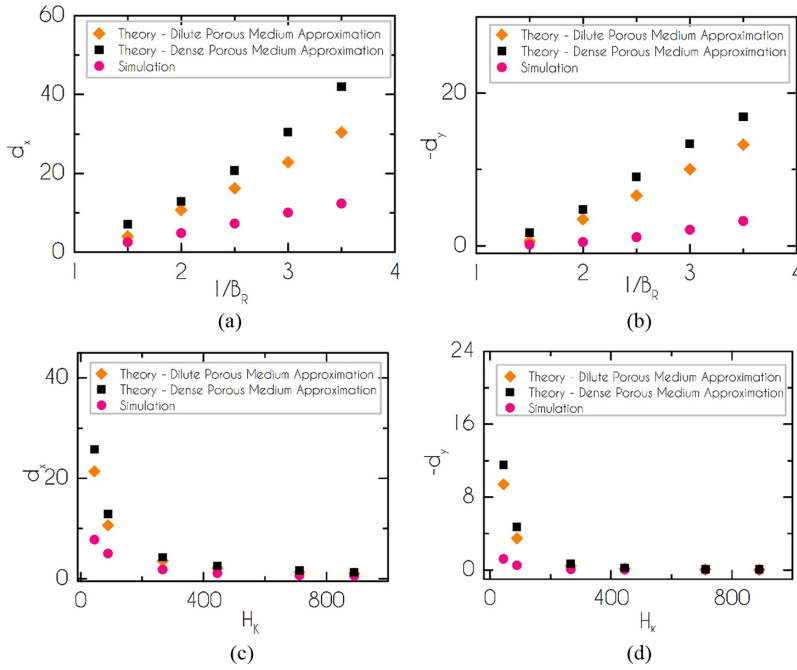 60
40
20
0
d_x
Theory - Dilute Porous Medium Approximation
Theory - Dense Porous Medium Approximation
Simulation
1 2 3 4
1/B_R
(a)
20
0
-d_y
Theory - Dilute Porous Medium Approximation
Theory - Dense Porous Medium Approximation
Simulation
1 2 3 4
1/B_R
(b)
40
20
0
d_x
Theory - Dilute Porous Medium Approximation
Theory - Dense Porous Medium Approximation
Simulation
0 400 800
H_K
(c)
24
16
8
0
-d_y
Theory - Dilute Porous Medium Approximation
Theory - Dense Porous Medium Approximation
Simulation
0 400 800
H_K
(d)